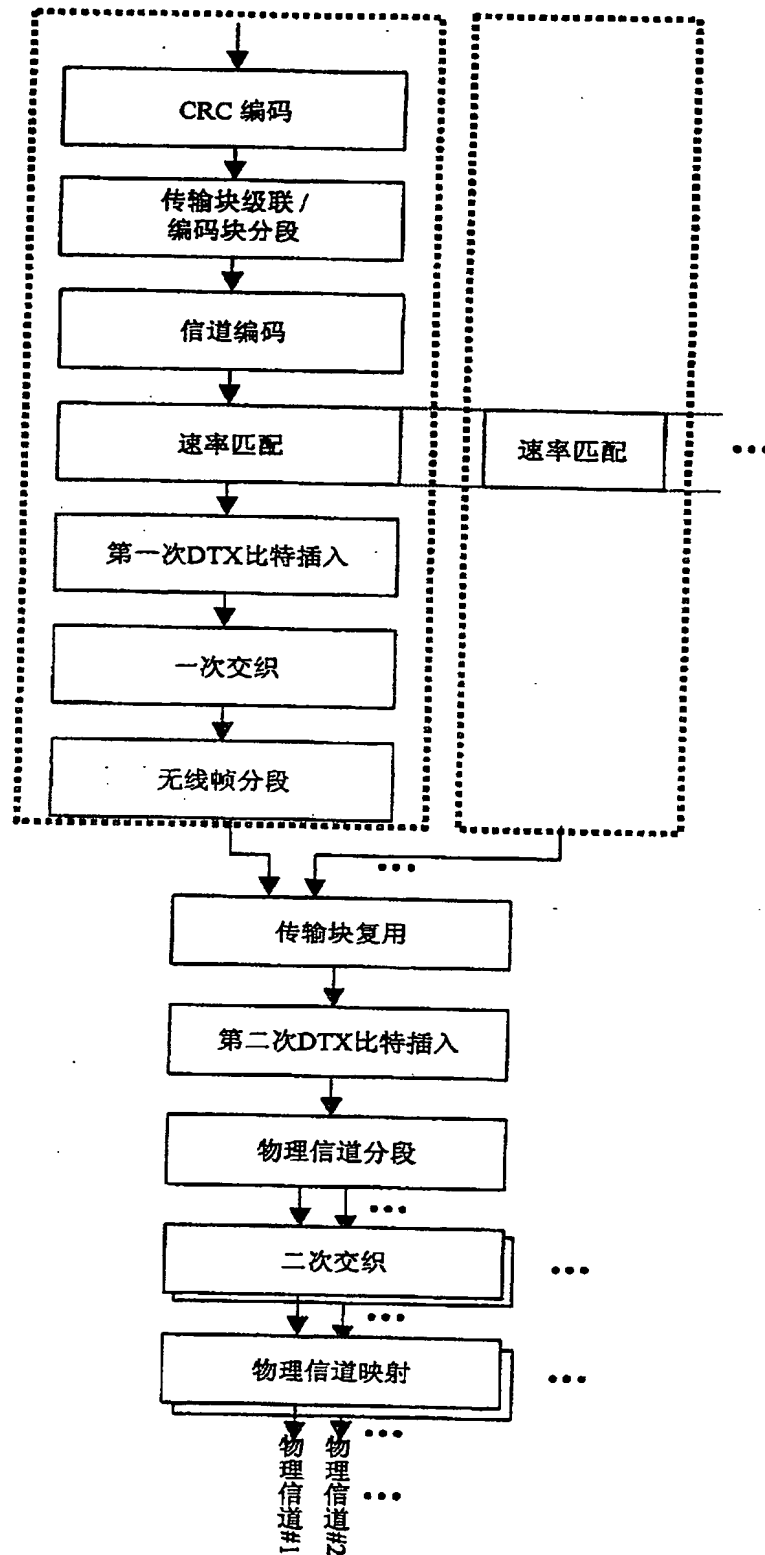 CRC 编码
传输块级联 /
编码块分段
信道编码
速率匹配
速率匹配
第一次DTX比特插入
一次交织
无线帧分段
传输块复用
第二次DTX比特插入
物理信道分段
二次交织
物理信道映射
物理信道#1
物理信道#2